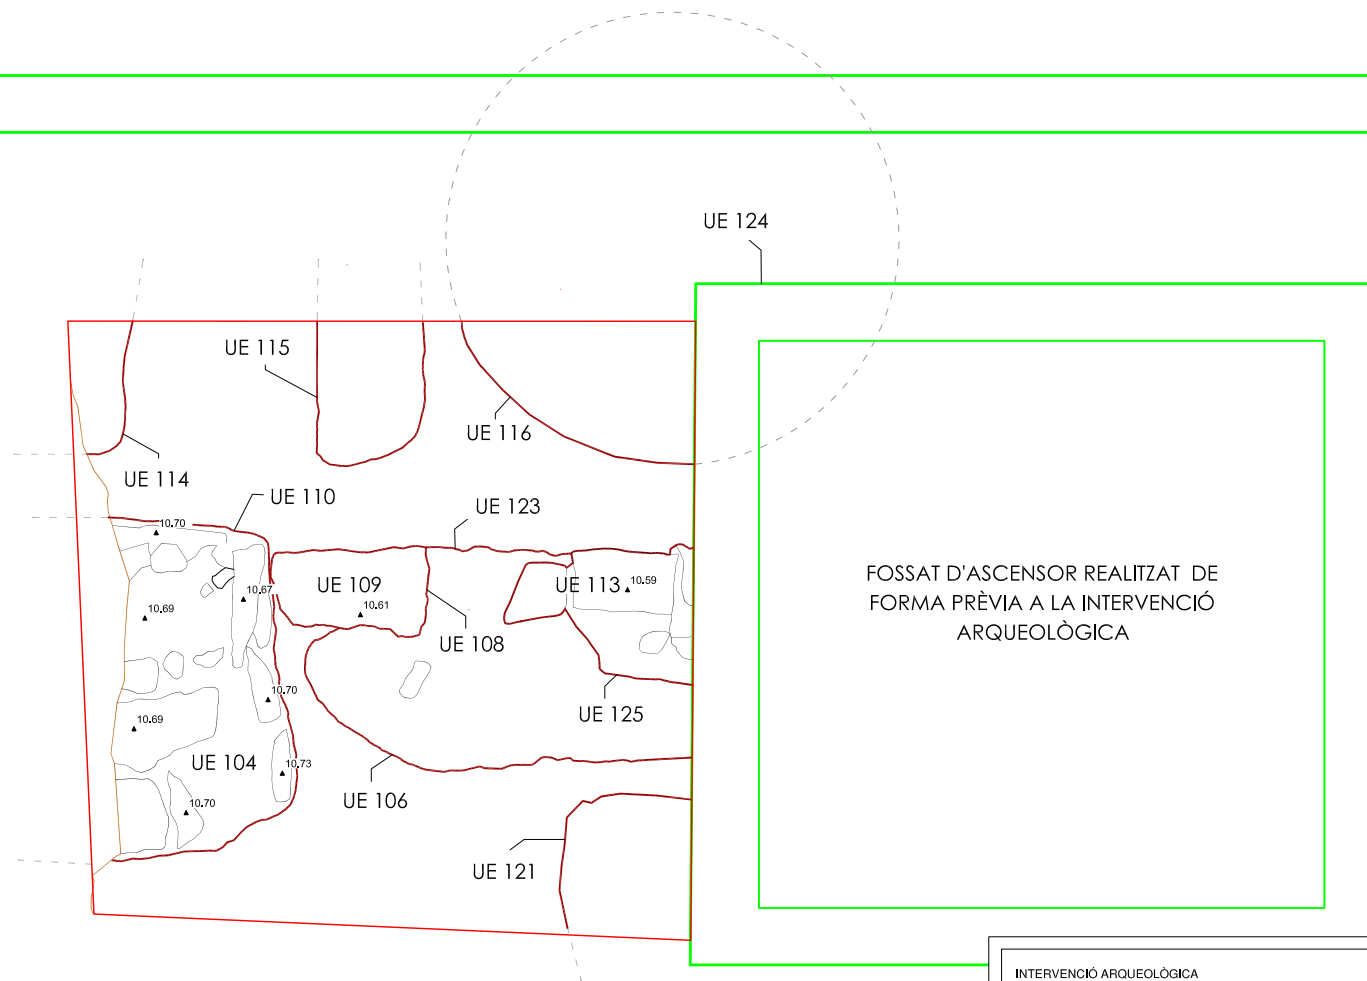 UE 124
UE 115
UE 116
UE 114
UE 110
UE 123
10.70
UE 109
UE 113
10.59
10.67
10.69
10.61
UE 108
10.70
UE 125
10.69
UE 104
10.73
UE 106
10.70
UE 121
FOSSAT D'ASCENSOR REALITZAT DE
FORMA PRÈVIA A LA INTERVENCIÓ
ARQUEOLÒGICA
INTERVENCIÓ ARQUEOLÒGICA